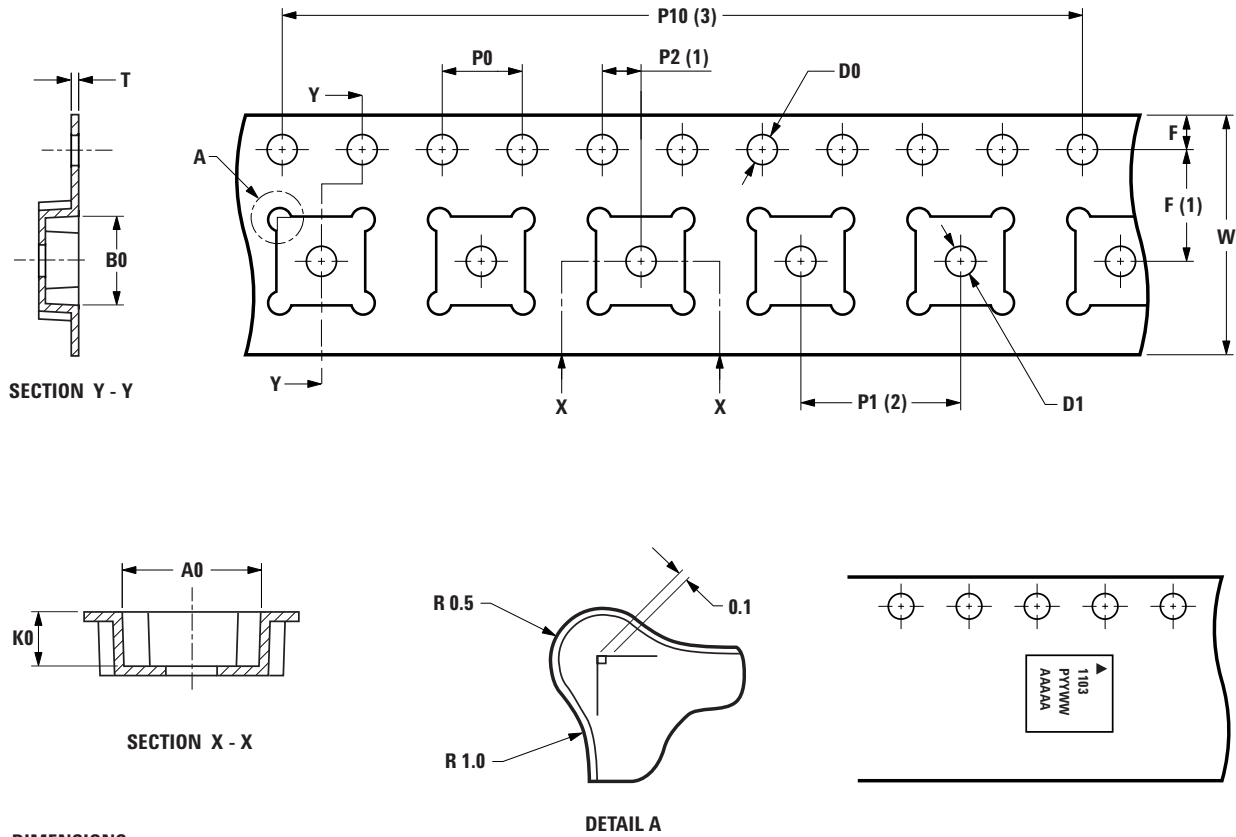 P10 (3)
P0
P2 (1)
T
D0
Y
F
A
F (1)
W
B0
Y
X
X
P1 (2)
D1
SECTION Y - Y
A0
K0
R 0.5
0.1
R 1.0
1103
PYYWW
AAAAA
SECTION X - X
DETAIL A
DIMENSIONS